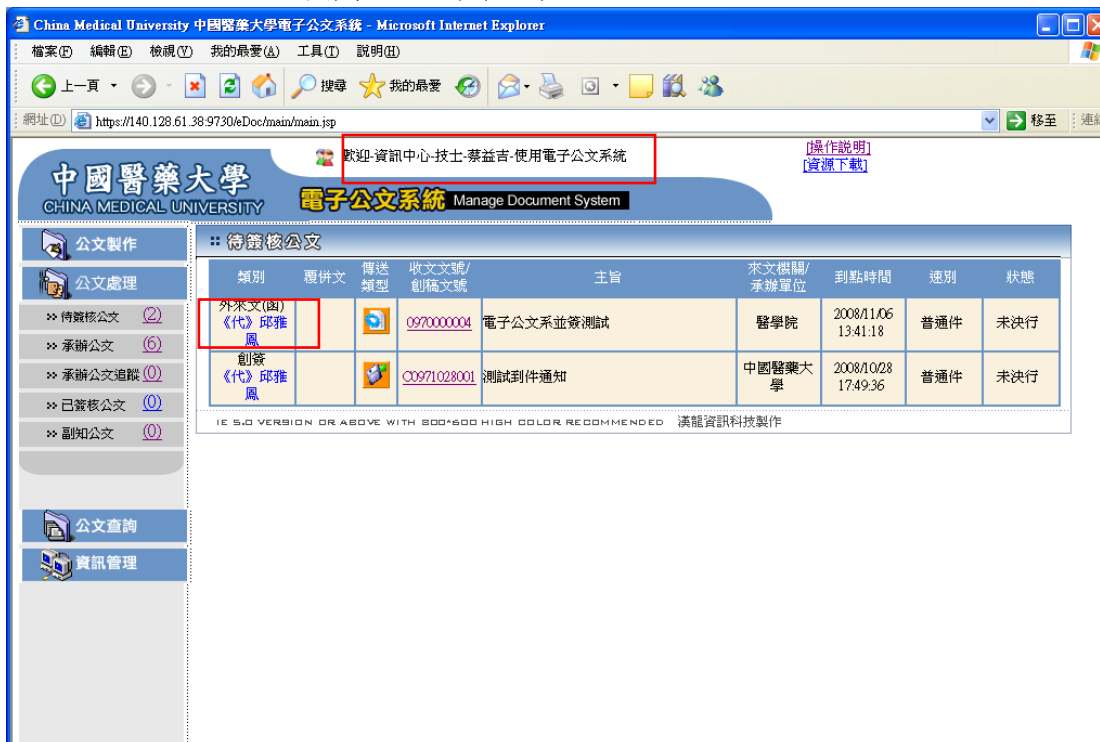 China Medical University 中國醫藥大學電子公文系統 - Microsoft Internet Explorer
檔案(F) 編輯(E) 檢視(V) 我的最愛(A) 工具(T) 說明(H)
上一頁 搜尋 我的最愛
網址(D) https://140.128.61.38:9730/eDoc/main/main.jsp 移至 連結
歡迎-資訊中心-技士-蔡益吉-使用電子公文系統
[操作說明]
[資源下載]
中國醫藥大學
CHINA MEDICAL UNIVERSITY
電子公文系統 Manage Document System
公文製作
公文處理
待簽核公文 (2)
承辦公文 (6)
承辦公文追蹤 (0)
已簽核公文 (0)
副知公文 (0)
公文查詢
資訊管理
待簽核公文
類別 覆併文 傳送類型 收文文號/創稿文號 主旨 來文機關/承辦單位 到點時間 速別 狀態
外來文(函)《代》邱雅鳳 0970000004 電子公文系並簽測試 醫學院 2008/11/06 13:41:18 普通件 未決行
創簽《代》邱雅鳳 C0971028001 測試到件通知 中國醫藥大學 2008/10/28 17:49:36 普通件 未決行
IE 5.0 VERSION OR ABOVE WITH 800*600 HIGH COLOR RECOMMENDED 漢龍資訊科技製作